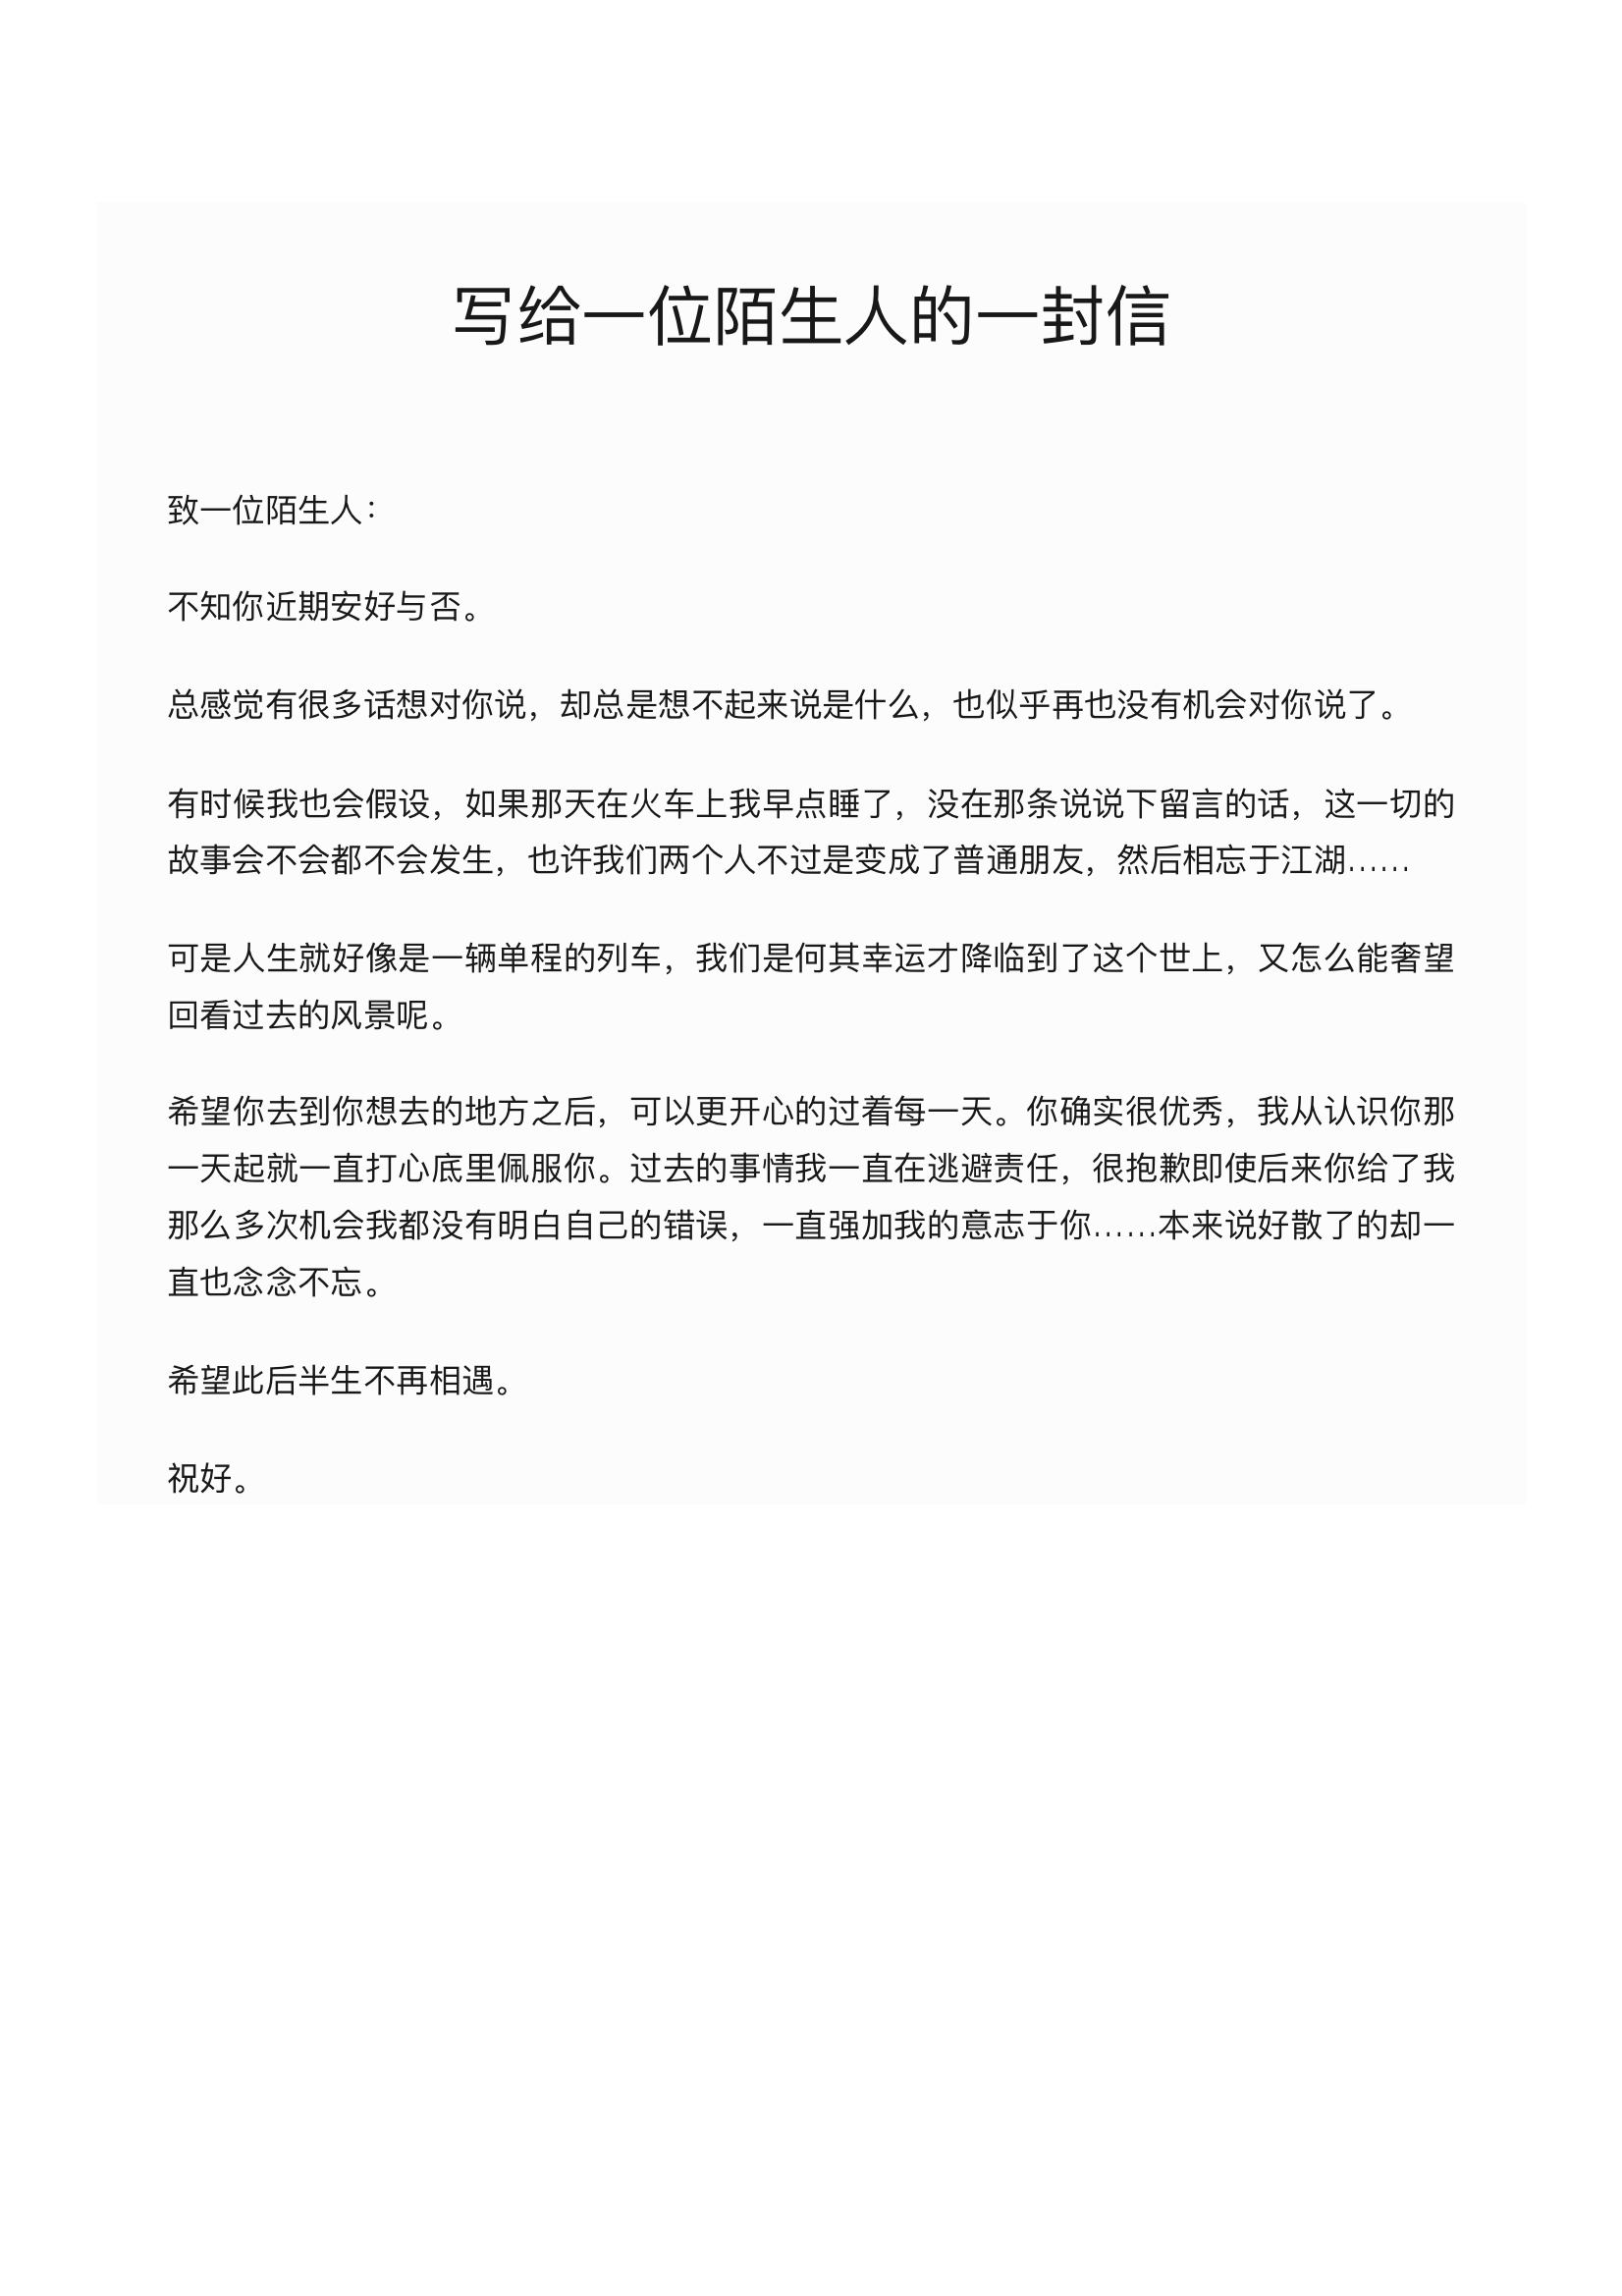 写给一位陌生人的一封信
致一位陌生人：
不知你近期安好与否。
总感觉有很多话想对你说，却总是想不起来说是什么，也似乎再也没有机会对你说了。
有时候我也会假设，如果那天在火车上我早点睡了，没在那条说说下留言的话，这一切的
故事会不会都不会发生，也许我们两个人不过是变成了普通朋友，然后相忘于江湖……
可是人生就好像是一辆单程的列车，我们是何其幸运才降临到了这个世上，又怎么能奢望
回看过去的风景呢。
希望你去到你想去的地方之后，可以更开心的过着每一天。你确实很优秀，我从认识你那
一天起就一直打心底里佩服你。过去的事情我一直在逃避责任，很抱歉即使后来你给了我
那么多次机会我都没有明白自己的错误，一直强加我的意志于你……本来说好散了的却一
直也念念不忘。
希望此后半生不再相遇。
祝好。